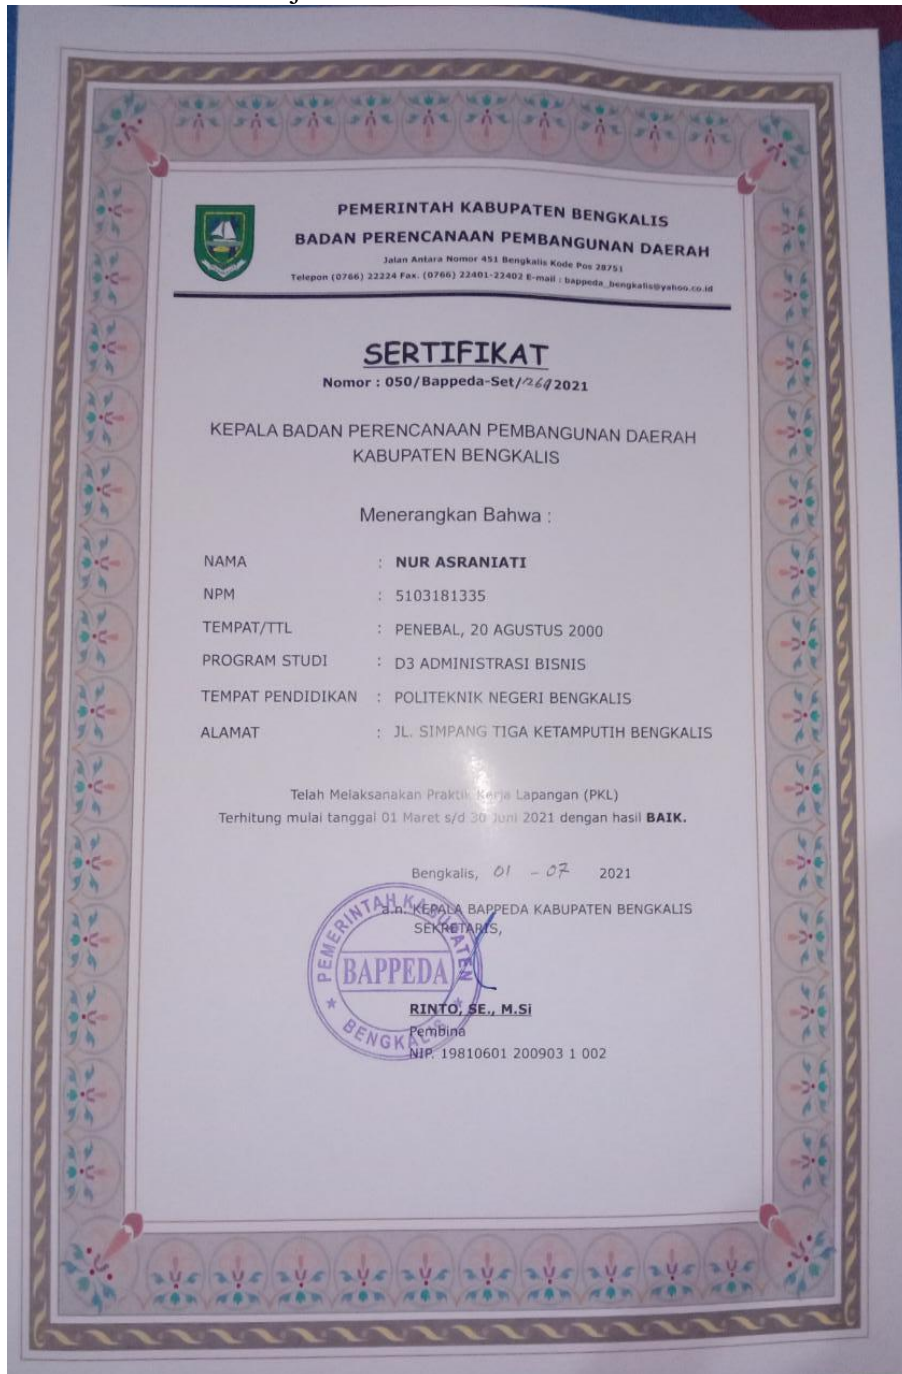 PEMERINTAH KABUPATEN BENGKALIS
BADAN PERENCANAAN PEMBANGUNAN DAERAH
Jalan Antara Nomor 451 Bengkalis Kode Pos 28751
Telepon (0766) 22224 Fax. (0766) 22401-22402 E-mail : bappeda_bengkalis@yahoo.co.id
SERTIFIKAT
Nomor : 050/Bappeda-Set/1269 2021
KEPALA BADAN PERENCANAAN PEMBANGUNAN DAERAH
KABUPATEN BENGKALIS
Menerangkan Bahwa :
NAMA : NUR ASRANIATI
NPM : 5103181335
TEMPAT/TTL : PENEBAL, 20 AGUSTUS 2000
PROGRAM STUDI : D3 ADMINISTRASI BISNIS
TEMPAT PENDIDIKAN : POLITEKNIK NEGERI BENGKALIS
ALAMAT : JL. SIMPANG TIGA KETAMPUTIH BENGKALIS
Telah Melaksanakan Praktik Kerja Lapangan (PKL)
Terhitung mulai tanggal 01 Maret s/d 30 Juni 2021 dengan hasil BAIK.
Bengkalis, 01 - 07 2021
a.n. KEPALA BAPPEDA KABUPATEN BENGKALIS
SEKRETARIS,
PEMERINTAH KABUPATEN
BAPPEDA
BENGKALIS
RINTO, SE., M.Si
Pembina
NIP. 19810601 200903 1 002